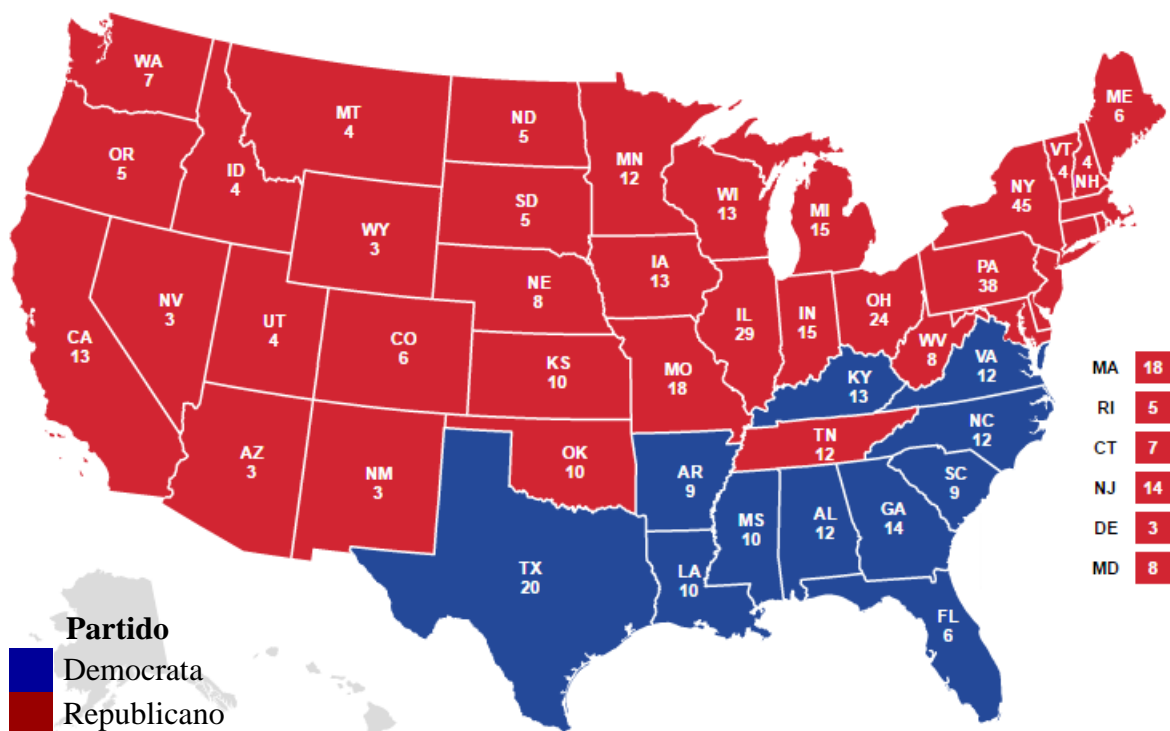 WA
7
MT
4
ND
5
MN
12
ME
6
VT
4
4
NH
OR
5
ID
4
SD
5
WI
13
MI
15
NY
45
WY
3
IA
13
PA
38
NE
8
NV
3
UT
4
CO
6
IL
29
IN
15
OH
24
CA
13
WV
8
KS
10
MO
18
KY
13
VA
12
MA 18
RI 5
CT 7
NJ 14
DE 3
MD 8
AZ
3
NM
3
OK
10
TN
12
NC
12
AR
9
SC
9
MS
10
AL
12
GA
14
TX
20
LA
10
FL
6
Partido
Democrata
Republicano